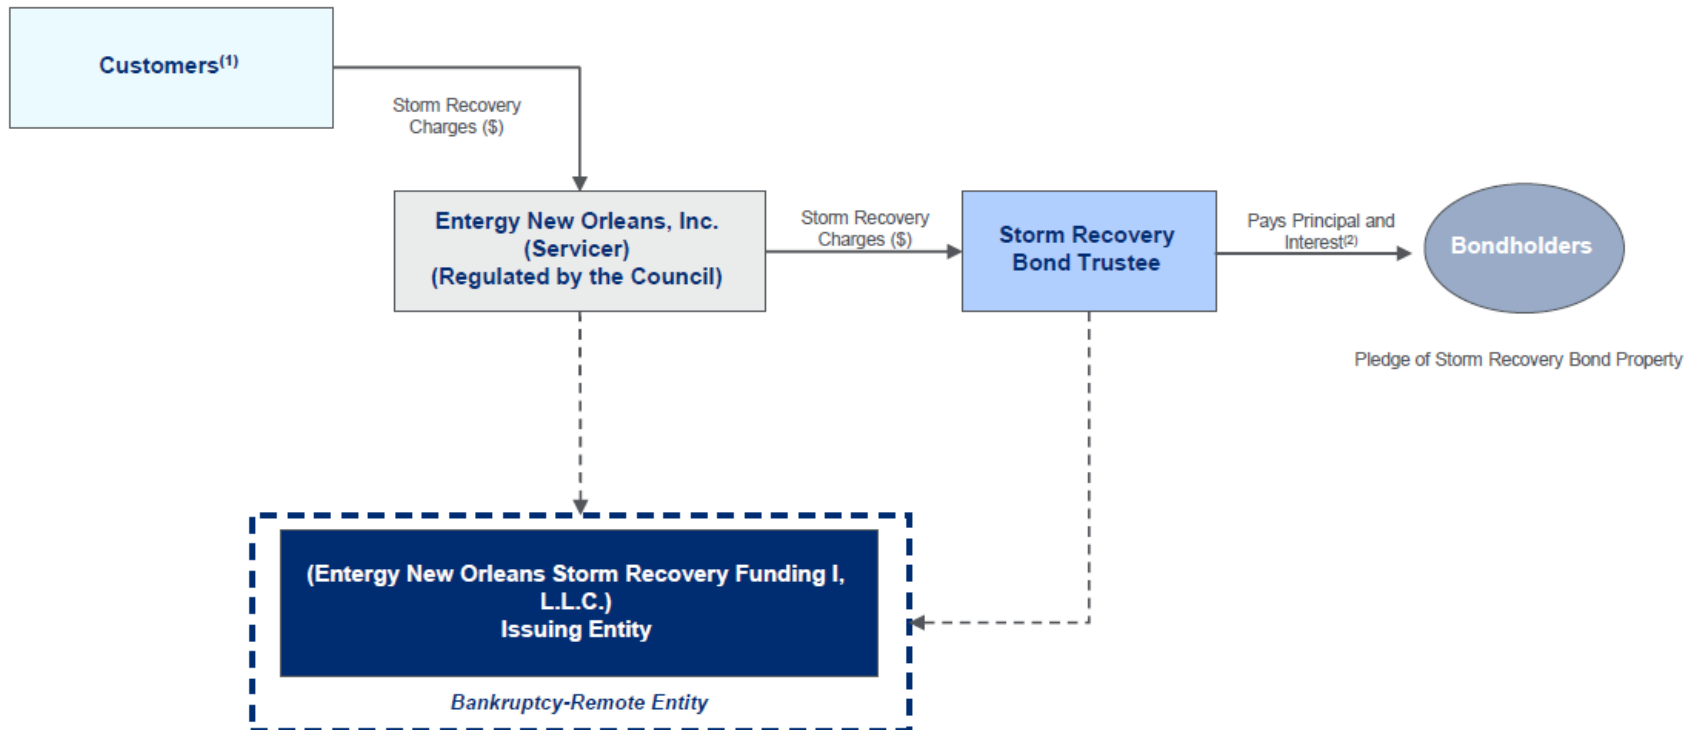 Customers(1)
Storm Recovery
Charges ($)
Entergy New Orleans, Inc.
(Servicer)
(Regulated by the Council)
Storm Recovery
Charges ($)
Storm Recovery
Bond Trustee
Pays Principal and
Interest(2)
Bondholders
Pledge of Storm Recovery Bond Property
(Entergy New Orleans Storm Recovery Funding I,
L.L.C.)
Issuing Entity
Bankruptcy-Remote Entity